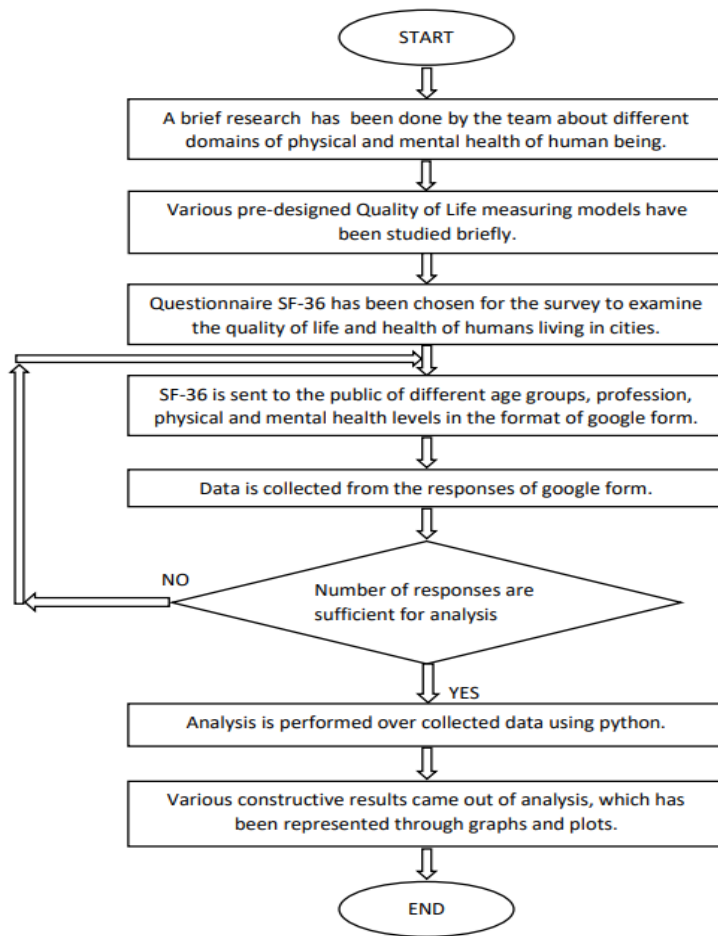 START
A brief research has been done by the team about different
domains of physical and mental health of human being.
Various pre-designed Quality of Life measuring models have
been studied briefly.
Questionnaire SF-36 has been chosen for the survey to examine
the quality of life and health of humans living in cities.
SF-36 is sent to the public of different age groups, profession,
physical and mental health levels in the format of google form.
Data is collected from the responses of google form.
NO
Number of responses are
sufficient for analysis
YES
Analysis is performed over collected data using python.
Various constructive results came out of analysis, which has
been represented through graphs and plots.
END